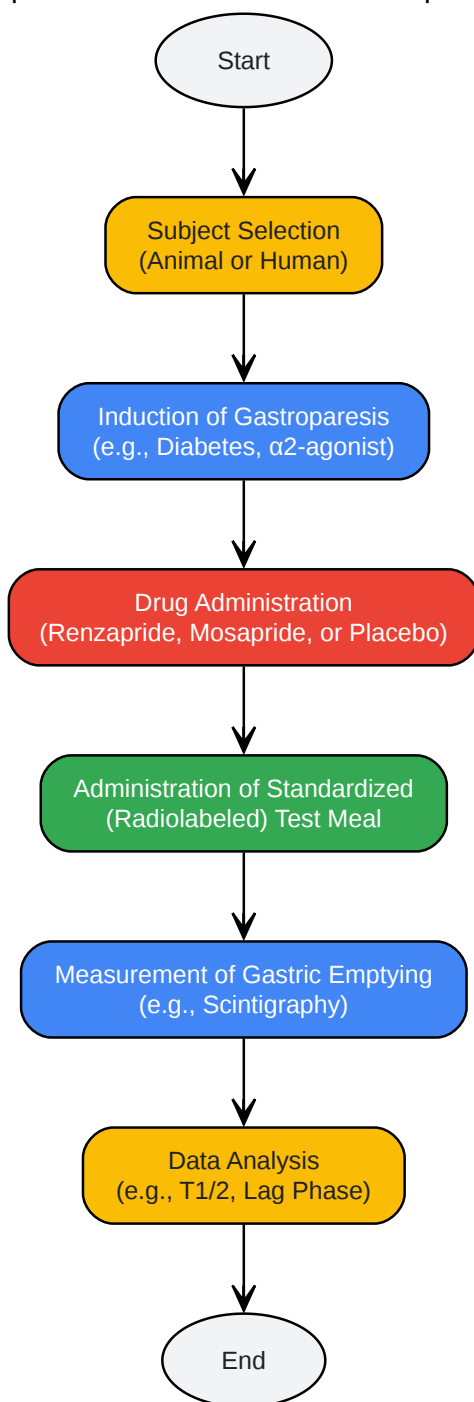 Start
Subject Selection
(Animal or Human)
Induction of Gastroparesis
(e.g., Diabetes, α2-agonist)
Drug Administration
(Renzapride, Mosapride, or Placebo)
Administration of Standardized
(Radiolabeled) Test Meal
Measurement of Gastric Emptying
(e.g., Scintigraphy)
Data Analysis
(e.g., T1/2, Lag Phase)
End